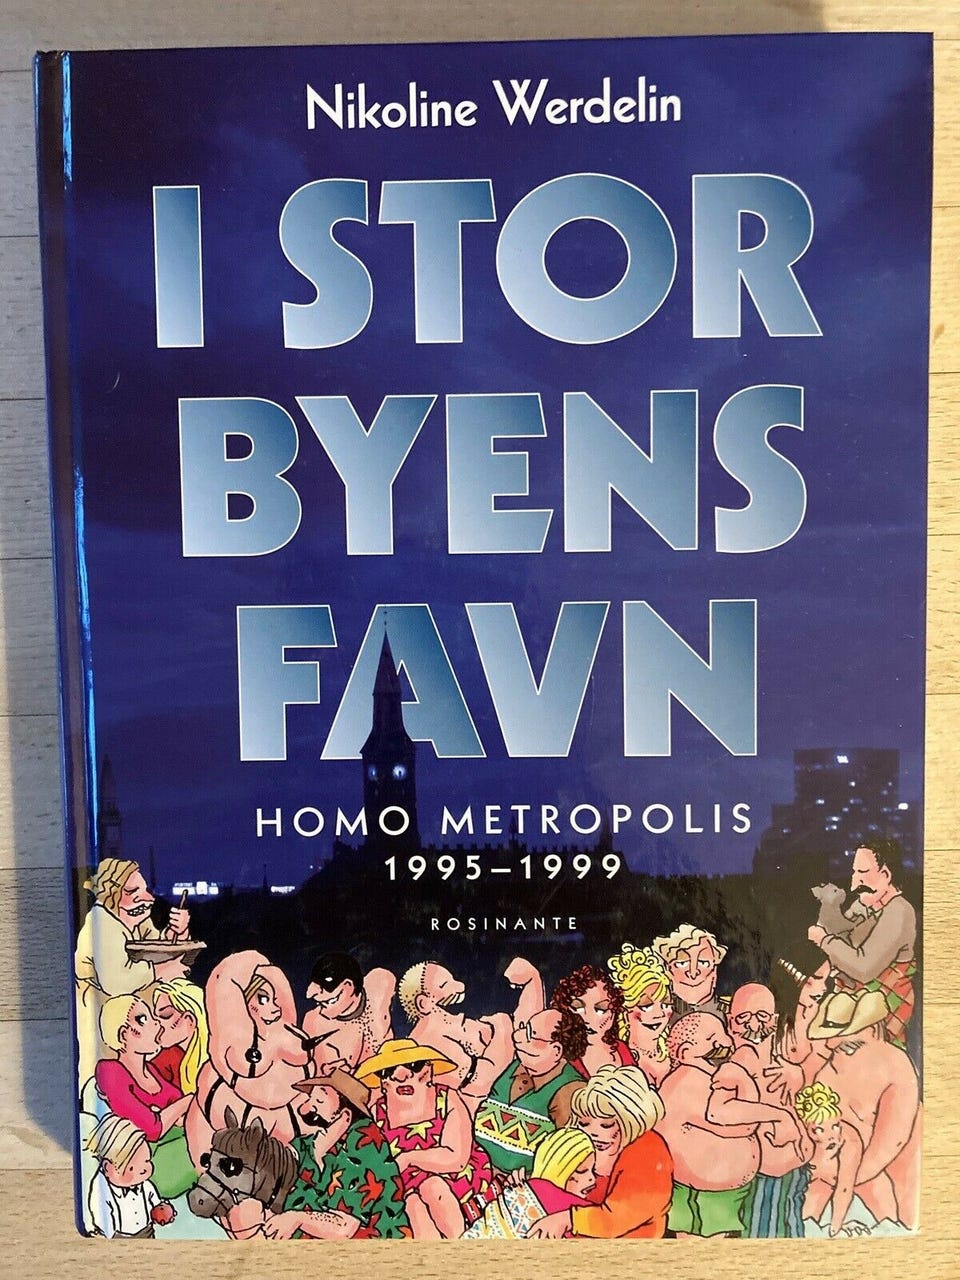 Nikoline Werdelin
I STOR
BYENS
FAVN
HOMO METROPOLIS
1995–1999
ROSINANTE